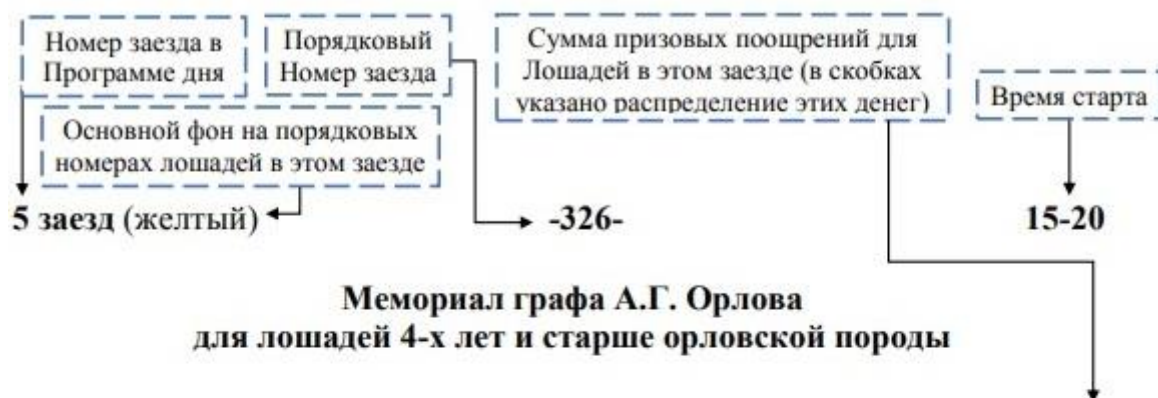 Номер заезда в
Программе дня
Порядковый
Номер заезда
Сумма призовых поощрений для
Лошадей в этом заезде (в скобках
указано распределение этих денег)
Время старта
Основной фон на порядковых
номерах лошадей в этом заезде
5 заезд (желтый)
-326-
15-20
Мемориал графа А.Г. Орлова
для лошадей 4-х лет и старше орловской породы